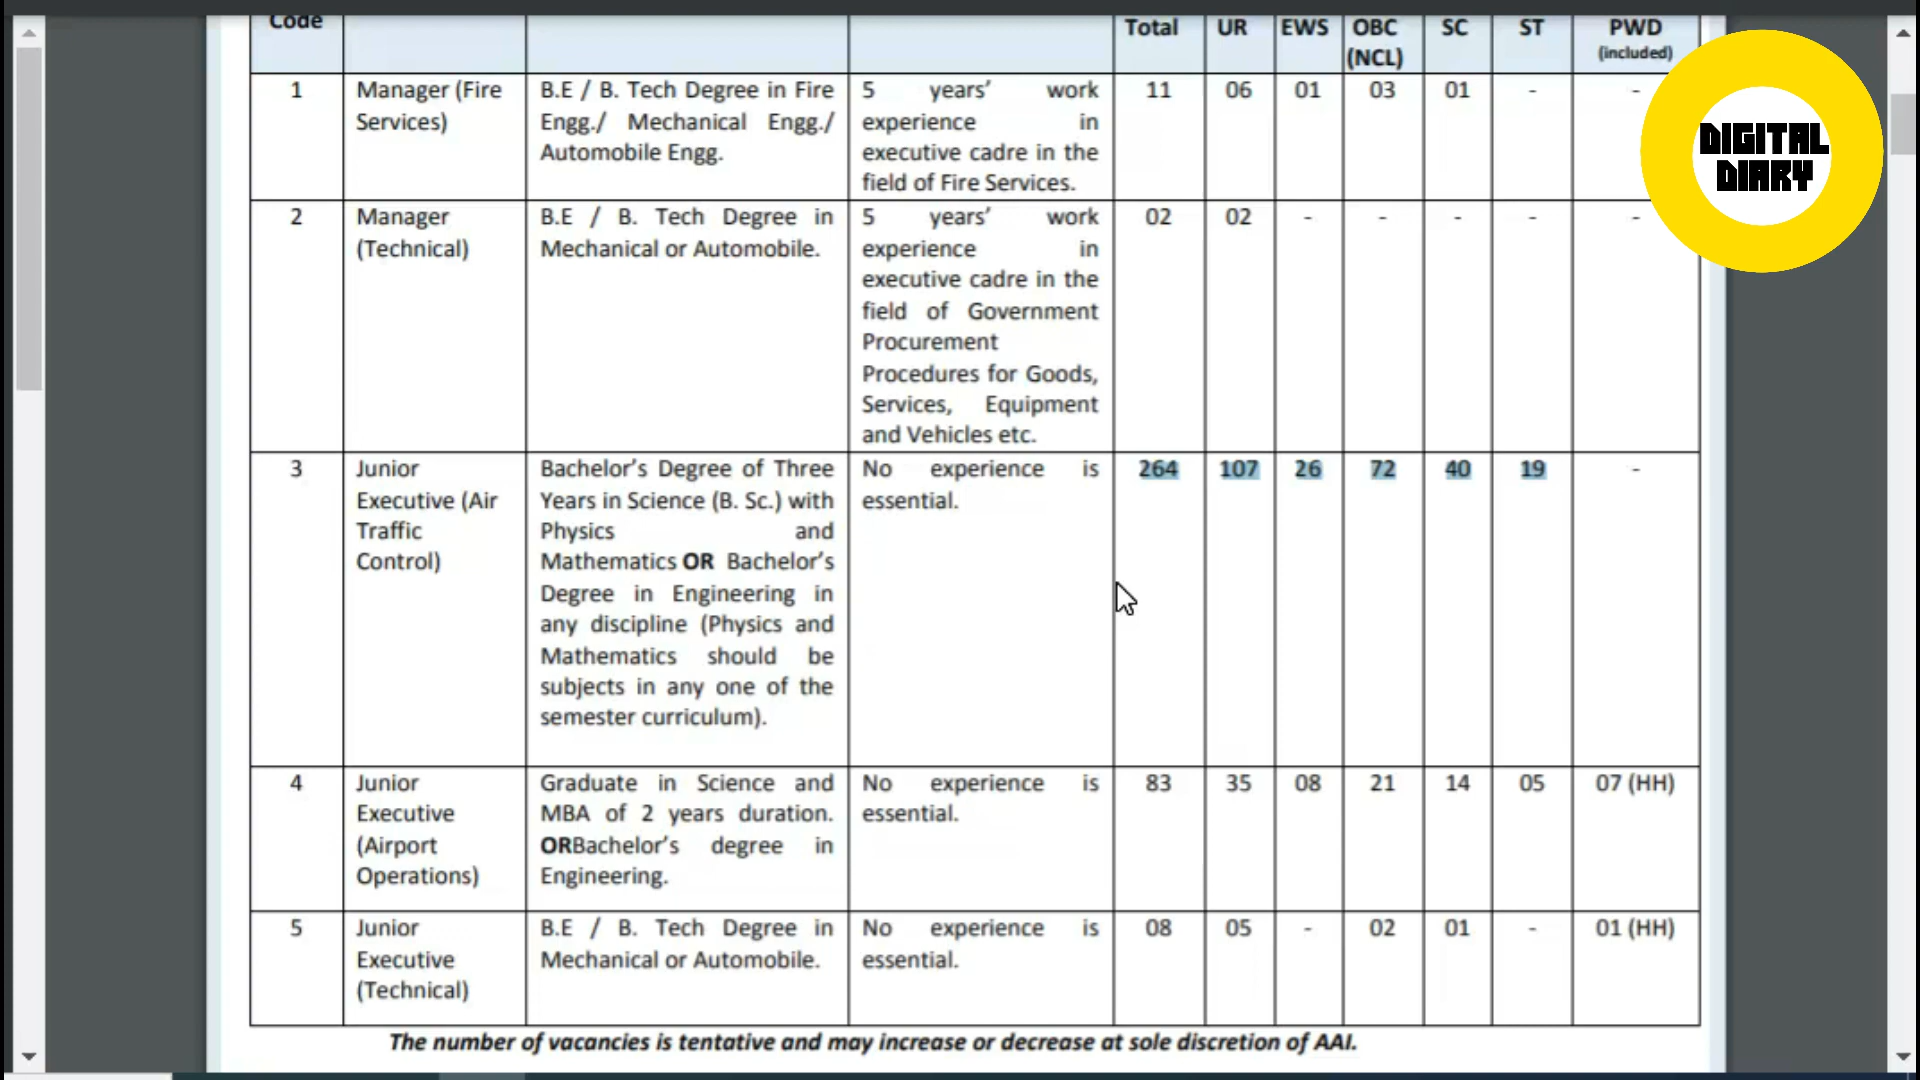 Code Total UR EWS OBC SC ST PWD
(NCL) (included)
1 Manager (Fire B.E / B. Tech Degree in Fire 5 years’ work 11 06 01 03 01 - -
Services) Engg./ Mechanical Engg./ experience in
Automobile Engg. executive cadre in the
field of Fire Services.
2 Manager B.E / B. Tech Degree in 5 years’ work 02 02 - - - - -
(Technical) Mechanical or Automobile. experience in
executive cadre in the
field of Government
Procurement
Procedures for Goods,
Services, Equipment
and Vehicles etc.
3 Junior Bachelor’s Degree of Three No experience is 264 107 26 72 40 19 -
Executive (Air Years in Science (B. Sc.) with essential.
Traffic Physics and
Control) Mathematics OR Bachelor’s
Degree in Engineering in
any discipline (Physics and
Mathematics should be
subjects in any one of the
semester curriculum).
4 Junior Graduate in Science and No experience is 83 35 08 21 14 05 07 (HH)
Executive MBA of 2 years duration. essential.
(Airport ORBachelor’s degree in
Operations) Engineering.
5 Junior B.E / B. Tech Degree in No experience is 08 05 - 02 01 - 01 (HH)
Executive Mechanical or Automobile. essential.
(Technical)
The number of vacancies is tentative and may increase or decrease at sole discretion of AAI.
DIGITAL
DIARY